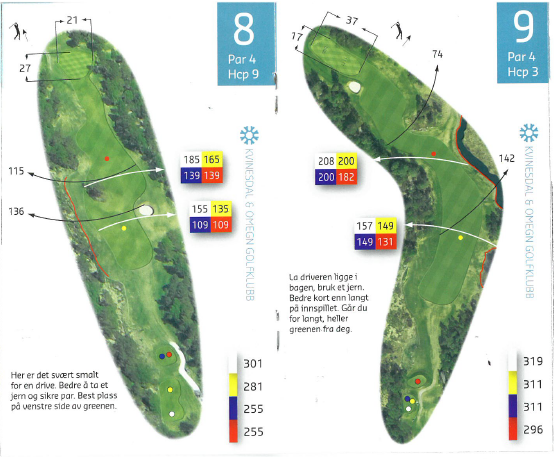 21
27
8
Par 4
Hcp 9
115
136
185 165
139 139
155 135
109 109
KVINESDAL & OMEGN GOLFKLUBB
Her er det svært smalt
for en drive. Bedre å ta et
jern og sikre par. Best plass
på venstre side av greenen.
301
281
255
255
37
17
9
Par 4
Hcp 3
74
142
208 200
200 182
157 149
149 131
KVINESDAL & OMEGN GOLFKLUBB
La driveren ligge i
bagen, bruk et jern.
Bedre kort enn langt
på innspillet. Går du
for langt, heller
greenen fra deg.
319
311
311
296